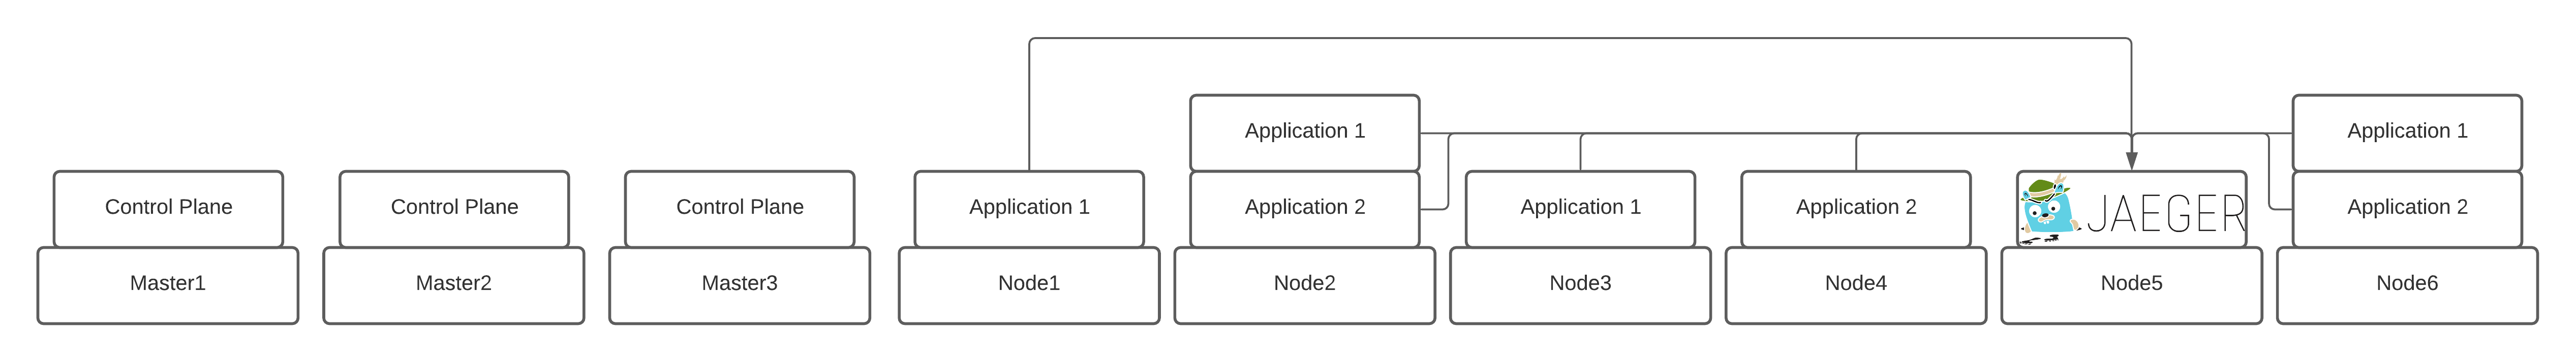 Application 1
Application 1
Control Plane
Control Plane
Control Plane
Application 1
Application 2
Application 1
Application 2
JAEGER
Application 2
Master1
Master2
Master3
Node1
Node2
Node3
Node4
Node5
Node6